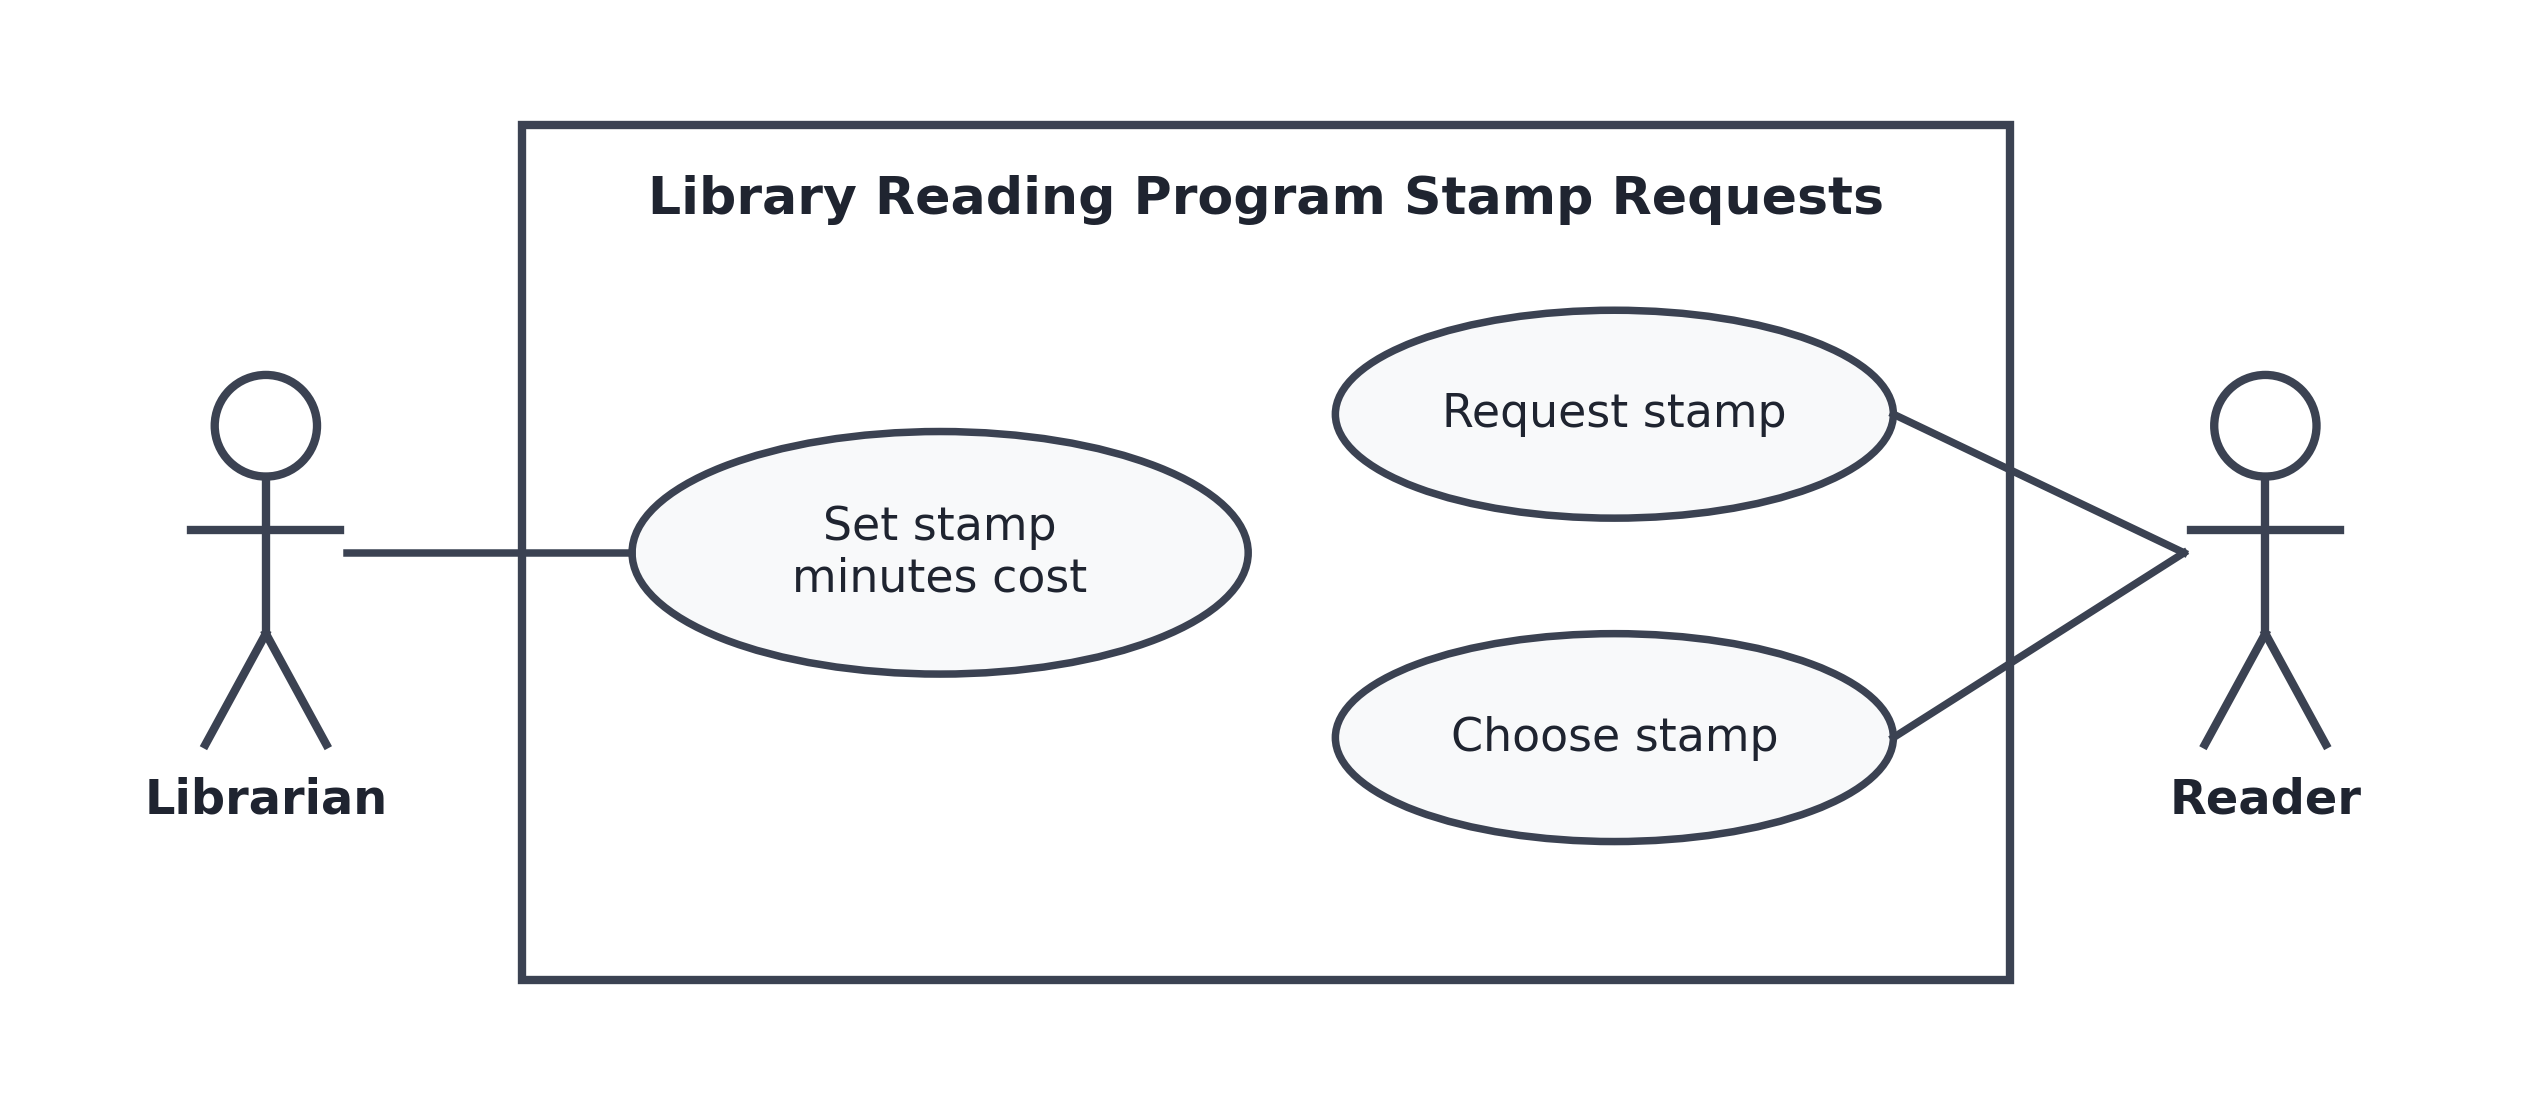 Library Reading Program Stamp Requests
Request stamp
Set stamp
minutes cost
Choose stamp
Librarian
Reader